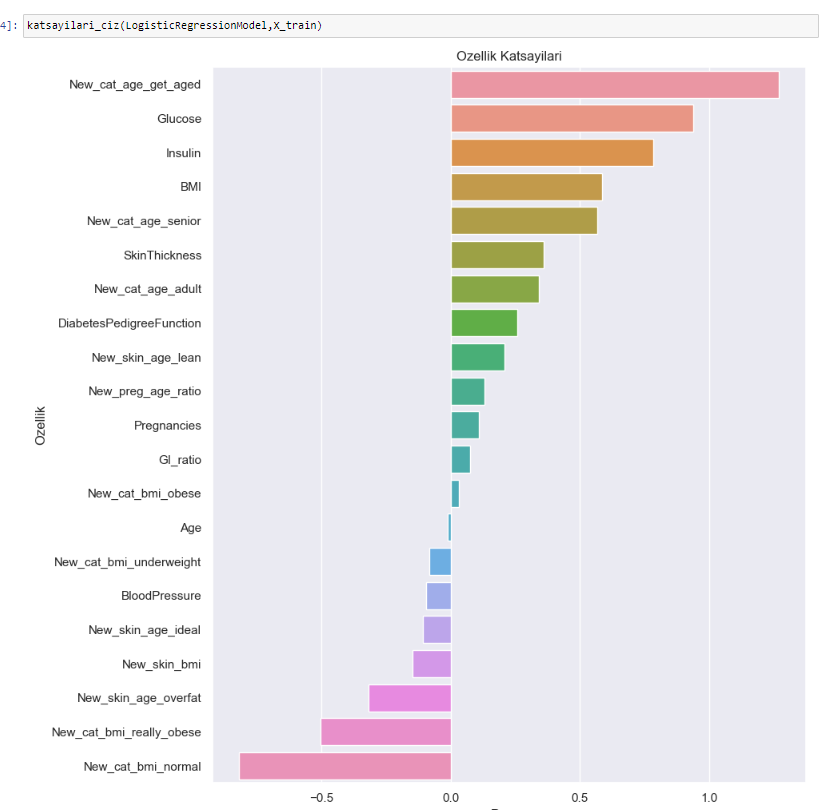 4]: katsayilari_ciz(LogisticRegressionModel,X_train)
Ozellik Katsayilari
New_cat_age_get_aged
Glucose
Insulin
BMI
New_cat_age_senior
SkinThickness
New_cat_age_adult
DiabetesPedigreeFunction
New_skin_age_lean
New_preg_age_ratio
Pregnancies
GI_ratio
New_cat_bmi_obese
Age
New_cat_bmi_underweight
BloodPressure
New_skin_age_ideal
New_skin_bmi
New_skin_age_overfat
New_cat_bmi_really_obese
New_cat_bmi_normal
Ozellik
−0.5 0.0 0.5 1.0